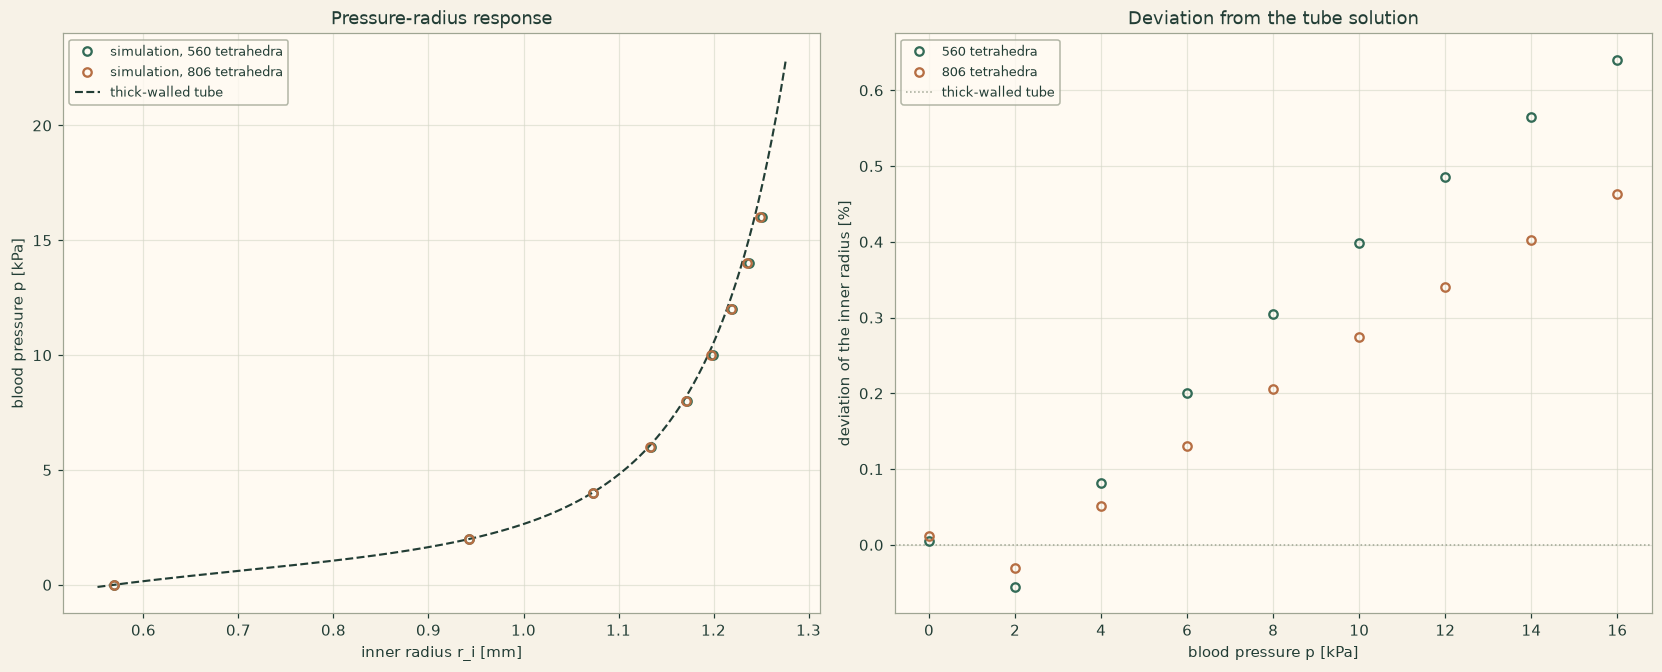 Pressure-radius response
simulation, 560 tetrahedra
simulation, 806 tetrahedra
thick-walled tube
20
15
10
5
0
blood pressure p [kPa]
0.6 0.7 0.8 0.9 1.0 1.1 1.2 1.3
inner radius r_i [mm]
Deviation from the tube solution
560 tetrahedra
806 tetrahedra
thick-walled tube
0.6
0.5
0.4
0.3
0.2
0.1
0.0
deviation of the inner radius [%]
0 2 4 6 8 10 12 14 16
blood pressure p [kPa]